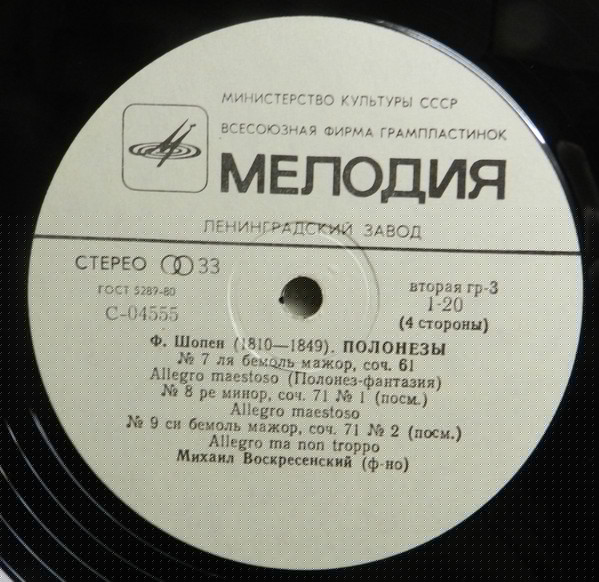 МИНИСТЕРСТВО КУЛЬТУРЫ СССР
ВСЕСОЮЗНАЯ ФИРМА ГРАМПЛАСТИНОК
МЕЛОДИЯ
ЛЕНИНГРАДСКИЙ ЗАВОД
СТЕРЕО 33
ГОСТ 5289-80
С-04555
вторая гр-3
1-20
(4 стороны)
Ф. Шопен (1810—1849). ПОЛОНЕЗЫ
№ 7 ля бемоль мажор, соч. 61
Allegro maestoso (Полонез-фантазия)
№ 8 ре минор, соч. 71 № 1 (посм.)
Allegro maestoso
№ 9 си бемоль мажор, соч. 71 № 2 (посм.)
Allegro ma non troppo
Михаил Воскресенский (ф-но)